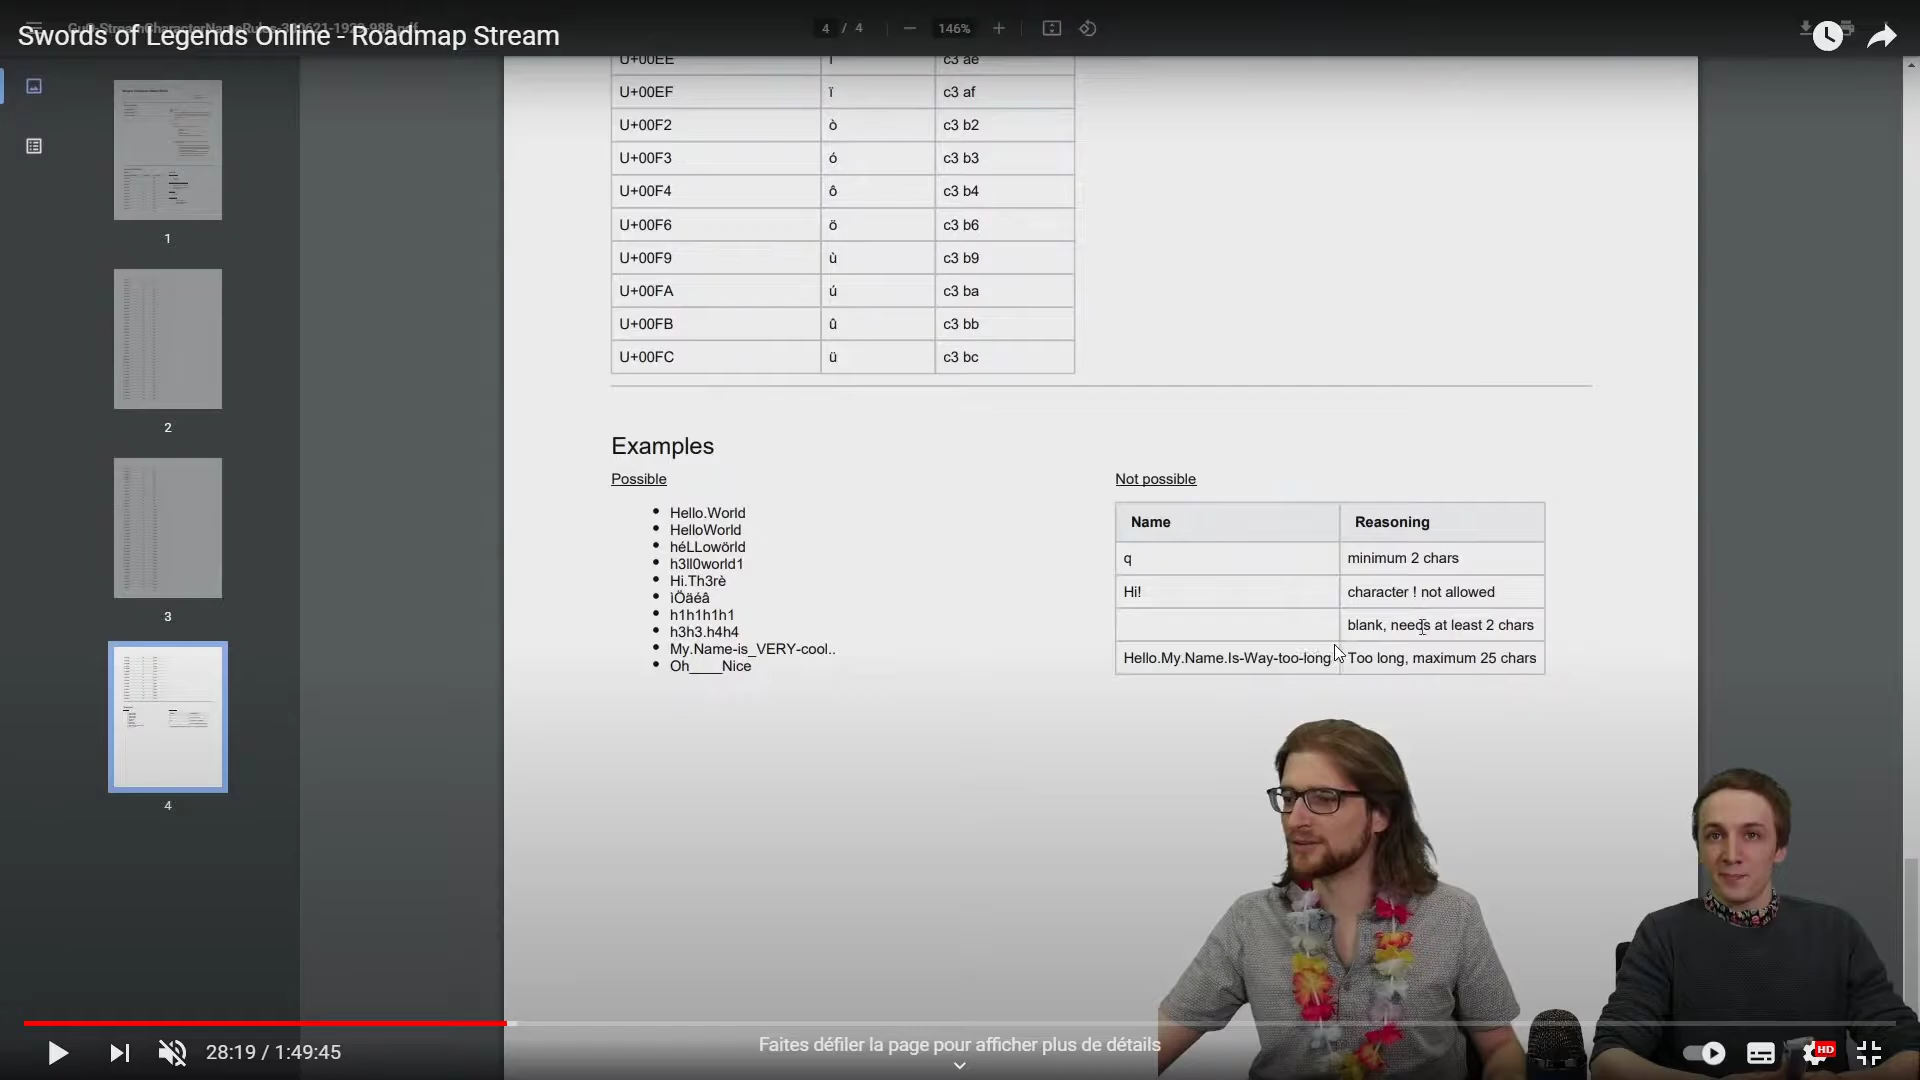 Swords of Legends Online - Roadmap Stream
4 / 4
146%
U+00EE î c3 ae
U+00EF ï c3 af
U+00F2 ò c3 b2
U+00F3 ó c3 b3
U+00F4 ô c3 b4
U+00F6 ö c3 b6
U+00F9 ù c3 b9
U+00FA ú c3 ba
U+00FB û c3 bb
U+00FC ü c3 bc
1
2
3
4
Examples
Possible
Hello.World
HelloWorld
héLLowörld
h3ll0world1
Hi.Th3rè
ìÖäéâ
h1h1h1h1
h3h3.h4h4
My.Name-is_VERY-cool..
Oh____Nice
Not possible
Name Reasoning
q minimum 2 chars
Hi! character ! not allowed
blank, needs at least 2 chars
Hello.My.Name.Is-Way-too-long Too long, maximum 25 chars
Faites défiler la page pour afficher plus de détails
28:19 / 1:49:45
HD